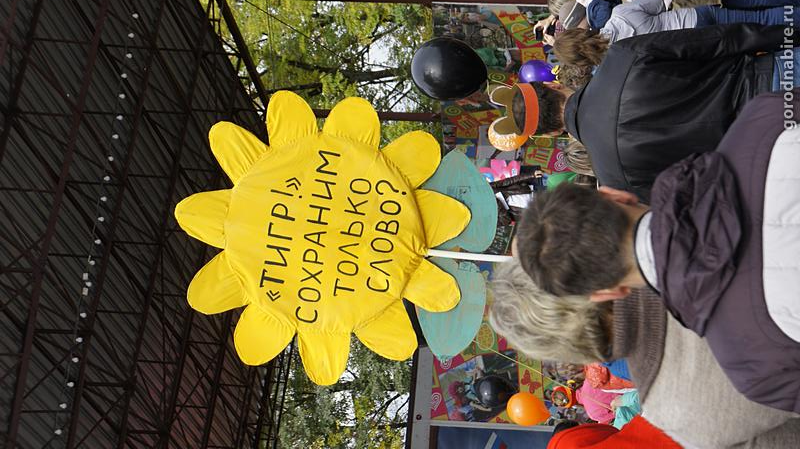 «ТИГР!»
СОХРАНИМ
ТОЛЬКО
СЛОВО?
gorodnabire.ru